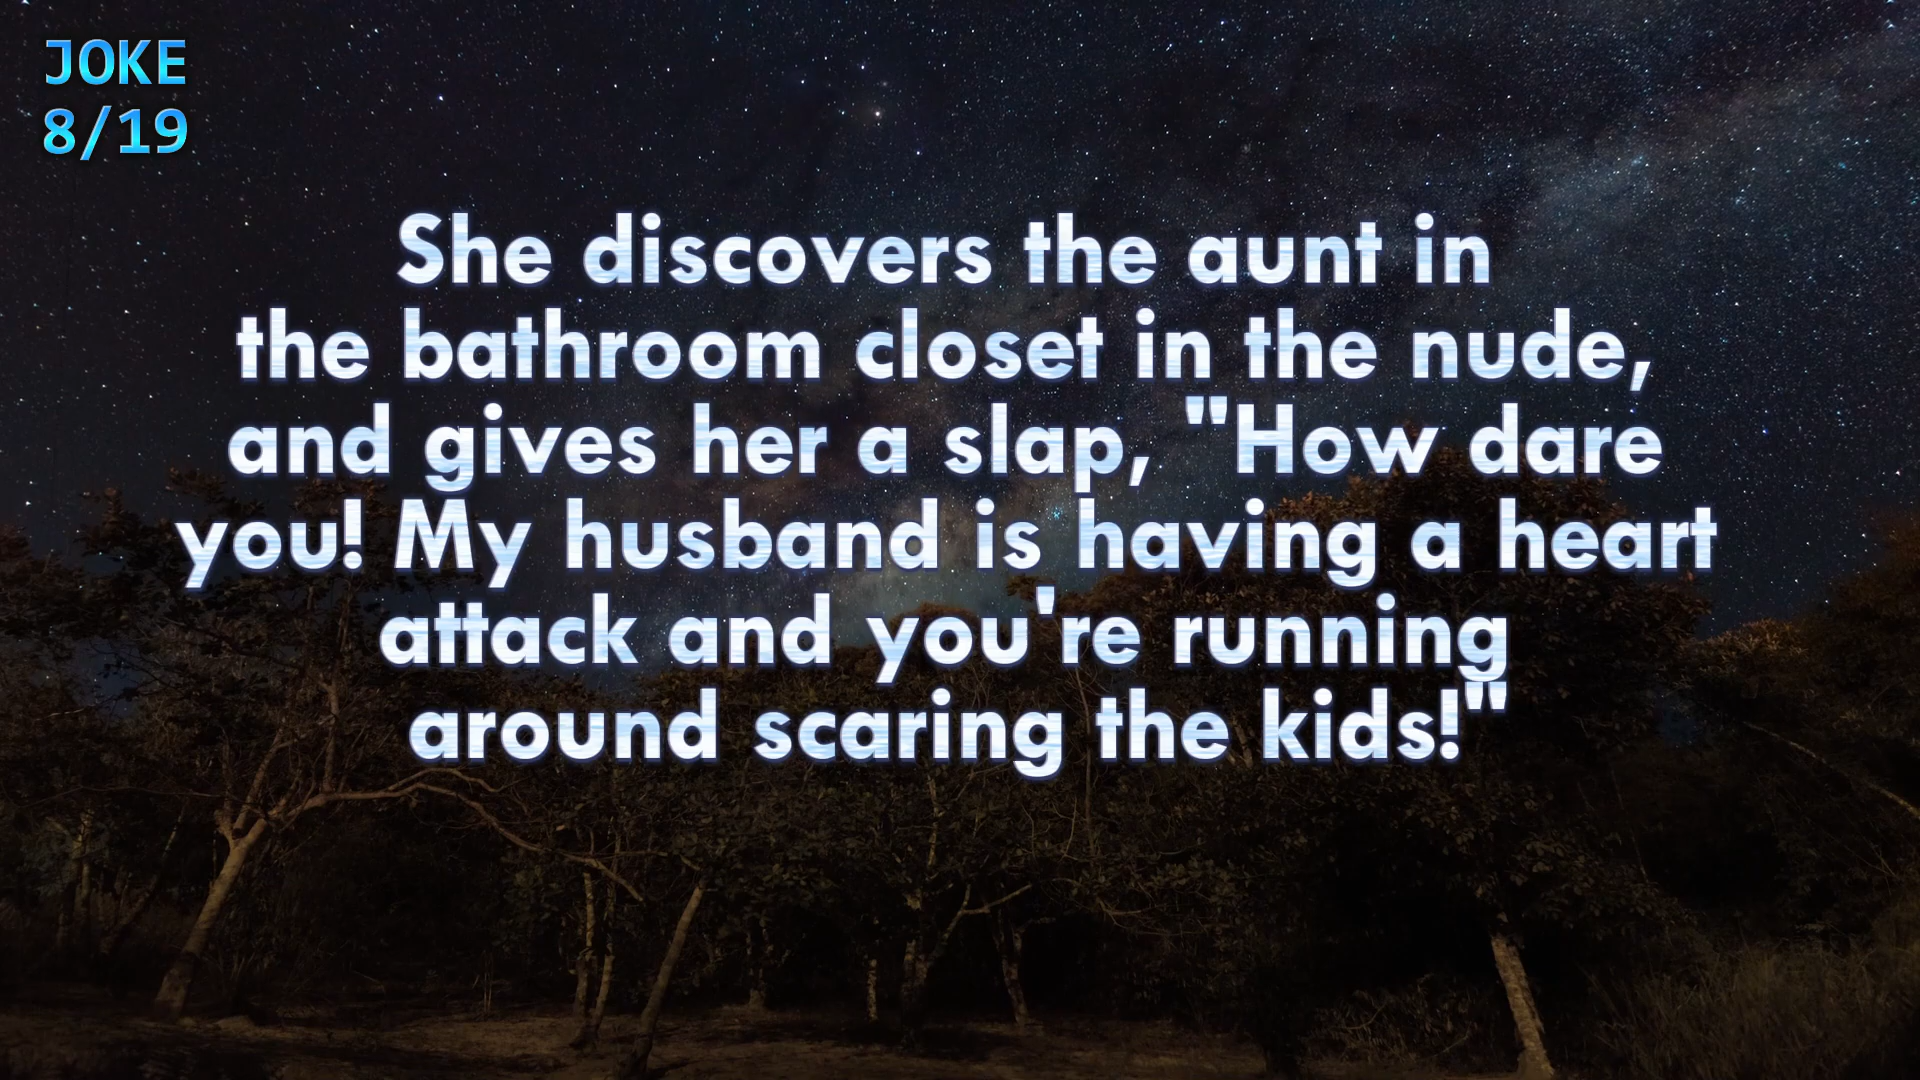 JOKE
8/19
She discovers the aunt in
the bathroom closet in the nude,
and gives her a slap, "How dare
you! My husband is having a heart
attack and you're running
around scaring the kids!"